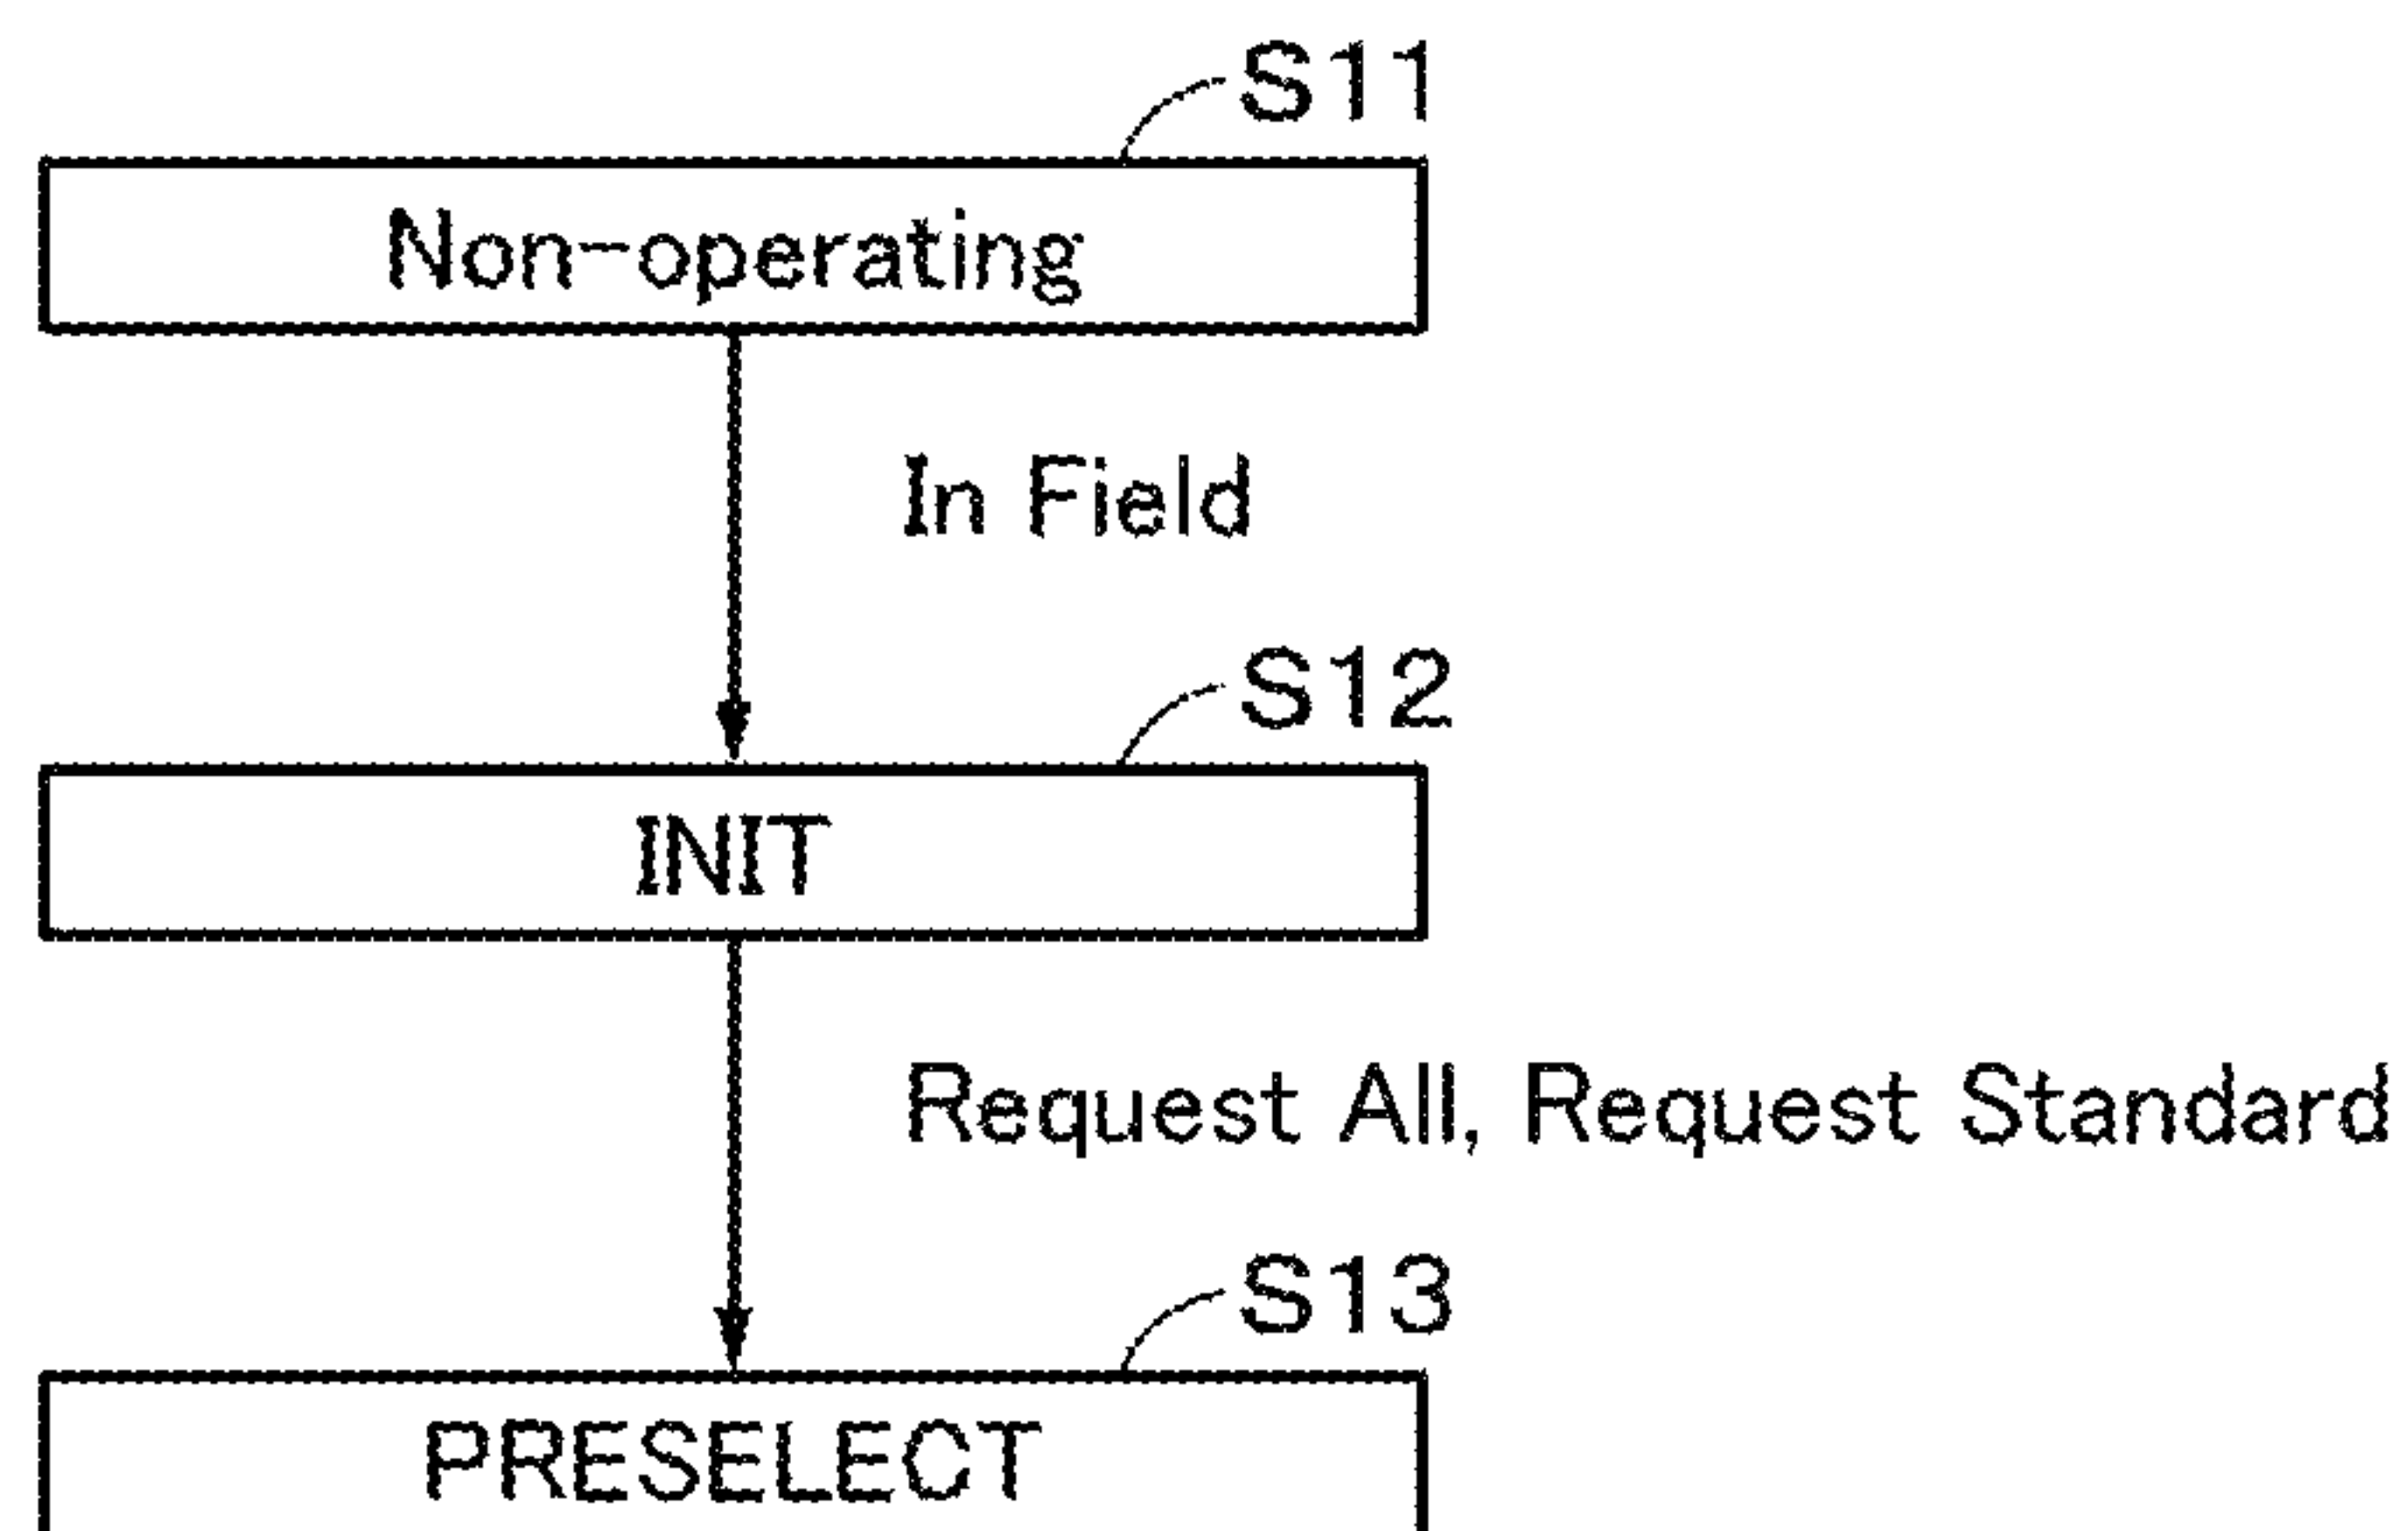 S11
Non-operating
In Field
S12
INIT
Request All, Request Standard
S13
PRESELECT